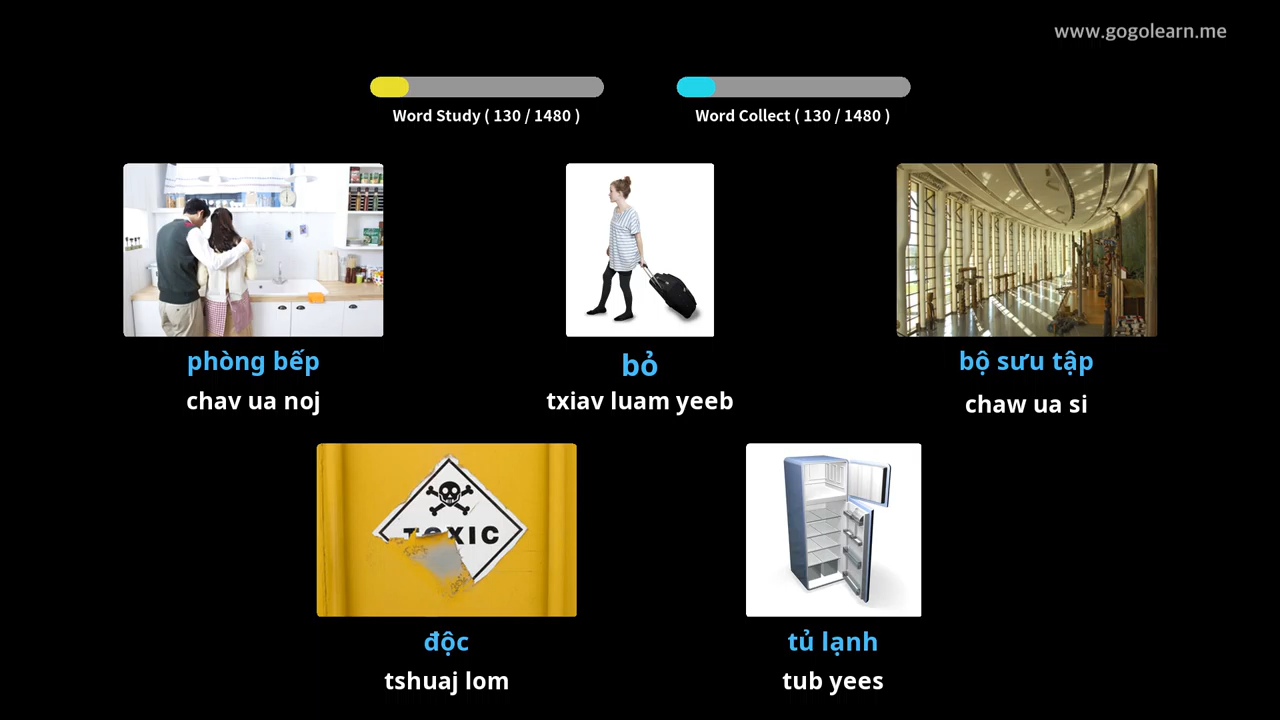 www.gogolearn.me
Word Study ( 130 / 1480 )
Word Collect ( 130 / 1480 )
phòng bếp
chav ua noj
bỏ
txiav luam yeeb
bộ sưu tập
chaw ua si
TOXIC
độc
tshuaj lom
tủ lạnh
tub yees